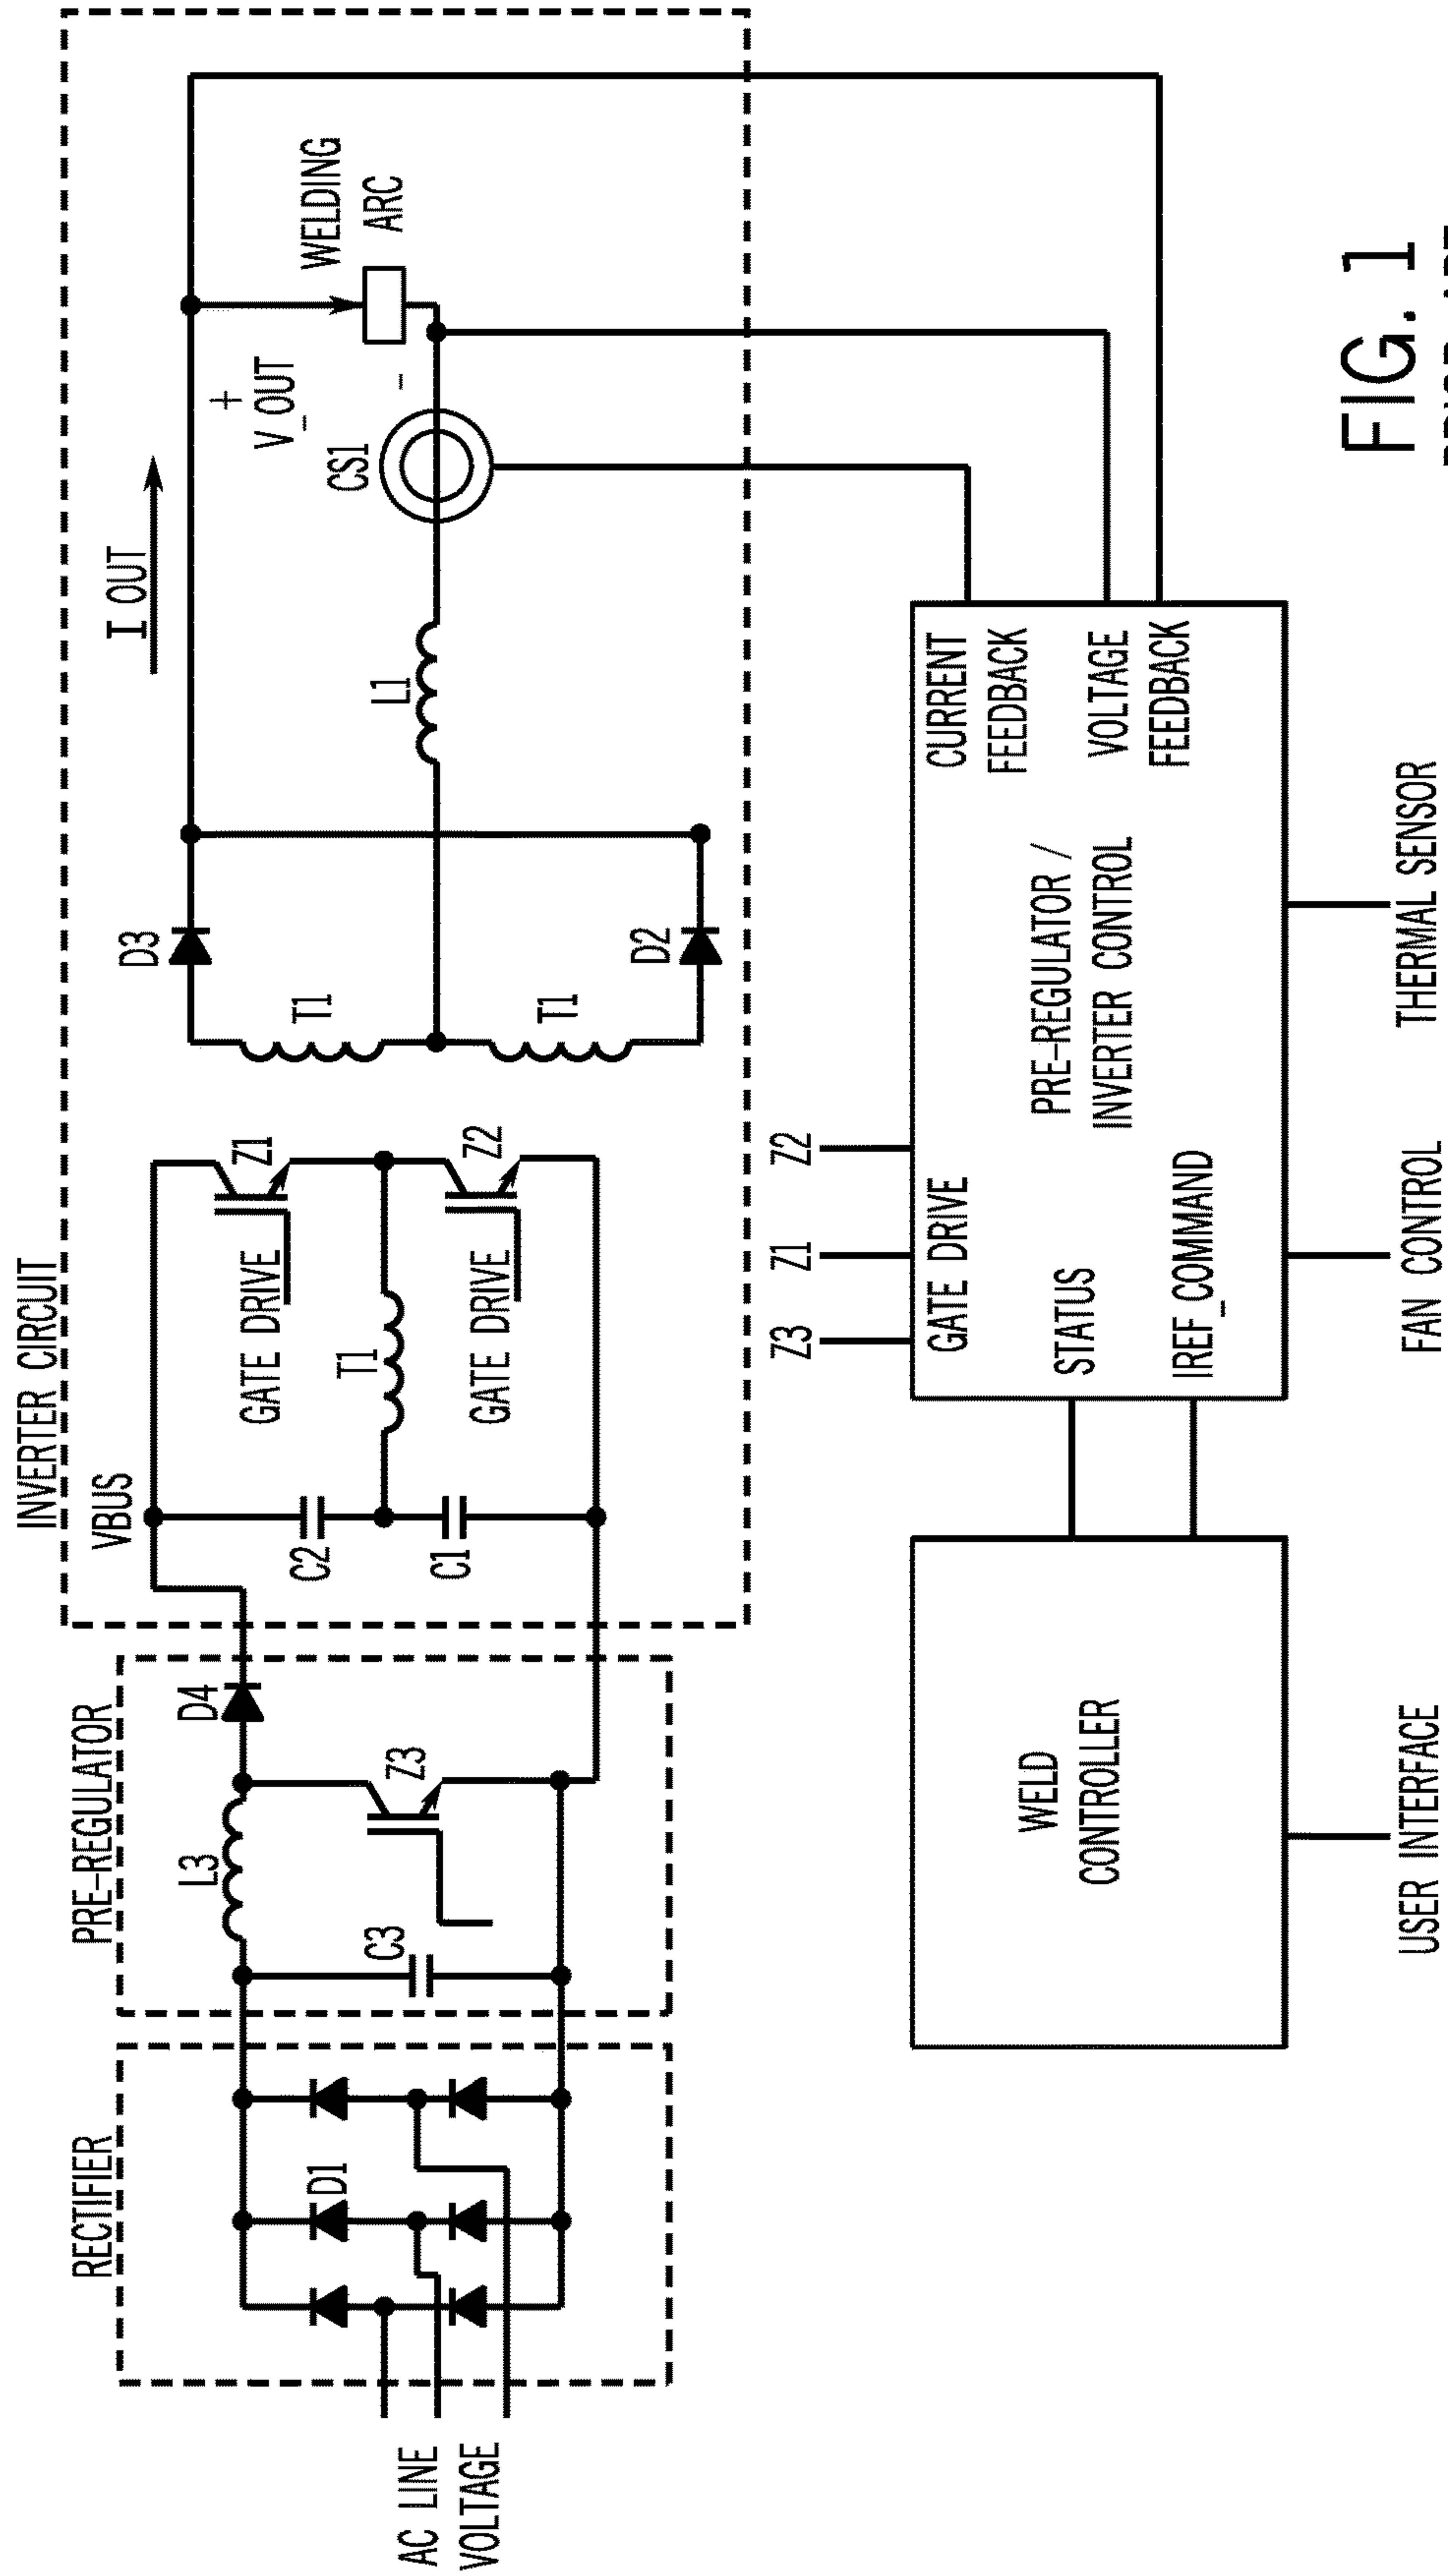 INVERTER CIRCUIT
RECTIFIER
PRE-REGULATOR
VBUS
I OUT
D4
D3
L3
D1
C3
Z3
C2
C1
GATE DRIVE
Z1
T1
GATE DRIVE
Z2
T1
T1
D2
L1
CS1
+
V_OUT
-
WELDING
ARC
AC LINE
VOLTAGE
Z3
Z1
Z2
GATE DRIVE
STATUS
IREF_COMMAND
PRE-REGULATOR /
INVERTER CONTROL
CURRENT
FEEDBACK
VOLTAGE
FEEDBACK
WELD
CONTROLLER
USER INTERFACE
FAN CONTROL
THERMAL SENSOR
FIG. 1